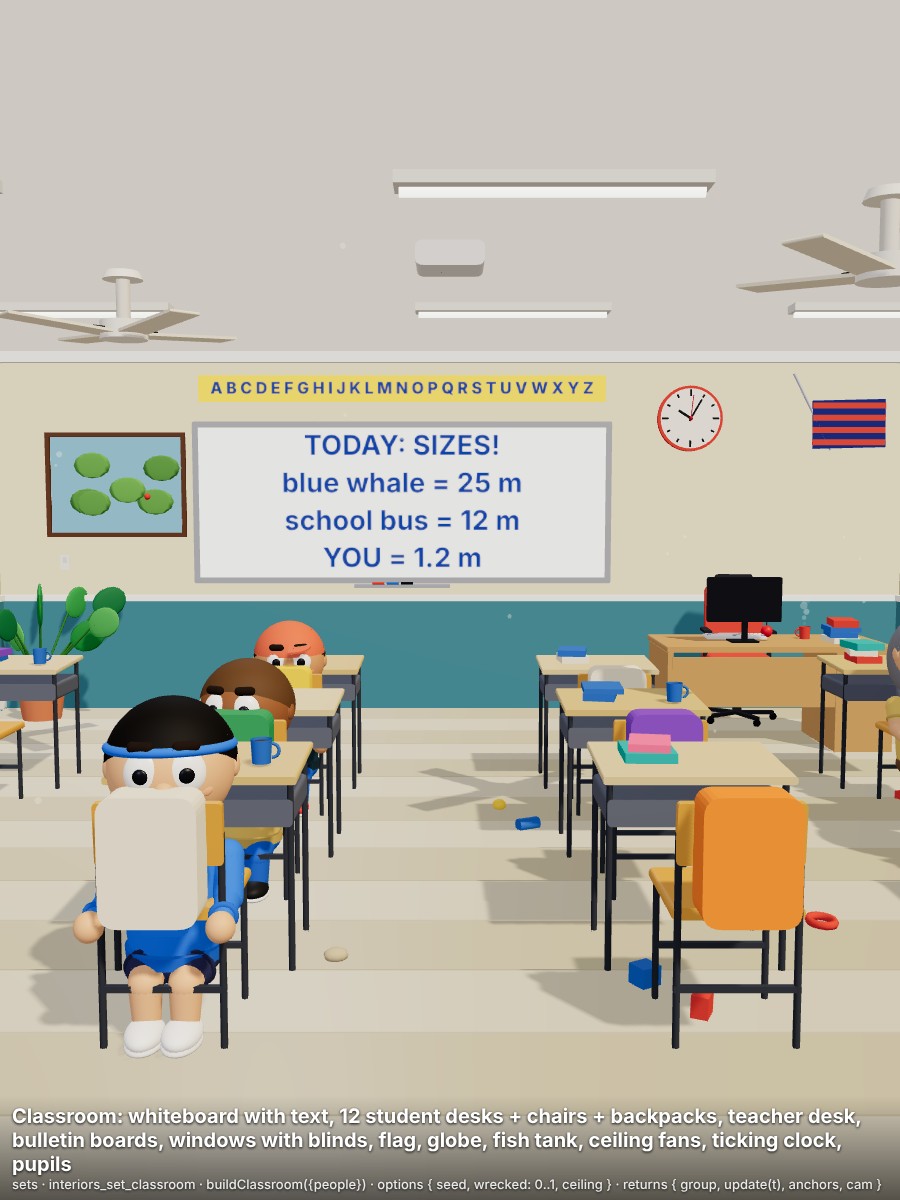 ABCDEFGHIJKLMNOPQRSTUVWXYZ
TODAY: SIZES!
blue whale = 25 m
school bus = 12 m
YOU = 1.2 m
Classroom: whiteboard with text, 12 student desks + chairs + backpacks, teacher desk,
bulletin boards, windows with blinds, flag, globe, fish tank, ceiling fans, ticking clock,
pupils
sets · interiors_set_classroom · buildClassroom({people}) · options { seed, wrecked: 0..1, ceiling } · returns { group, update(t), anchors, cam }